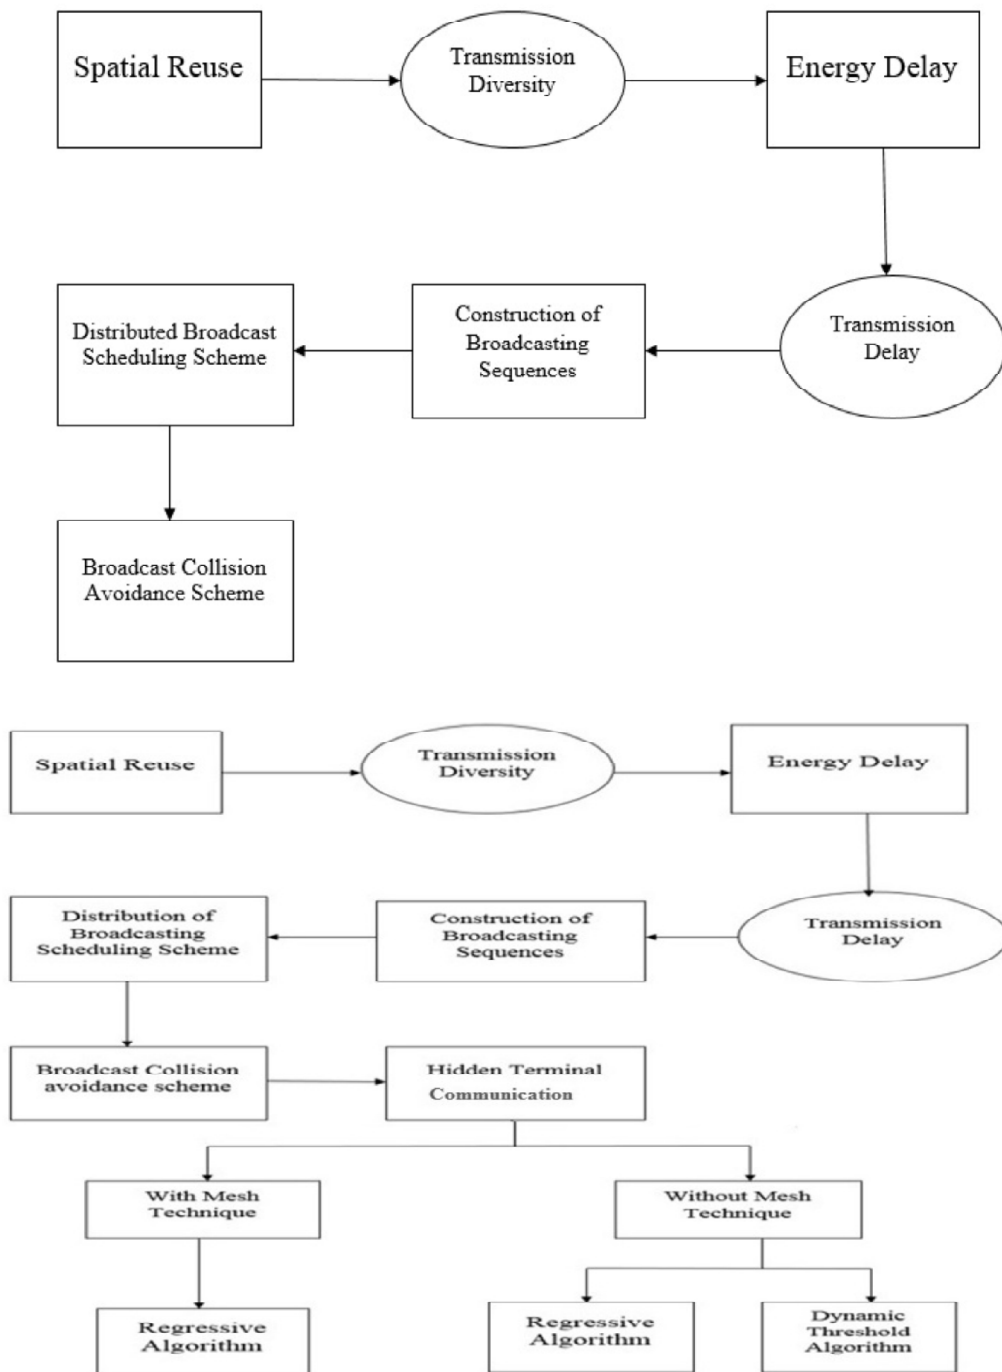 Spatial Reuse
Transmission
Diversity
Energy Delay
Distributed Broadcast
Scheduling Scheme
Construction of
Broadcasting
Sequences
Transmission
Delay
Broadcast Collision
Avoidance Scheme
Spatial Reuse
Transmission
Diversity
Energy Delay
Distribution of
Broadcasting
Scheduling Scheme
Construction of
Broadcasting
Sequences
Transmission
Delay
Broadcast Collision
avoidance scheme
Hidden Terminal
Communication
With Mesh
Technique
Without Mesh
Technique
Regressive
Algorithm
Regressive
Algorithm
Dynamic
Threshold
Algorithm